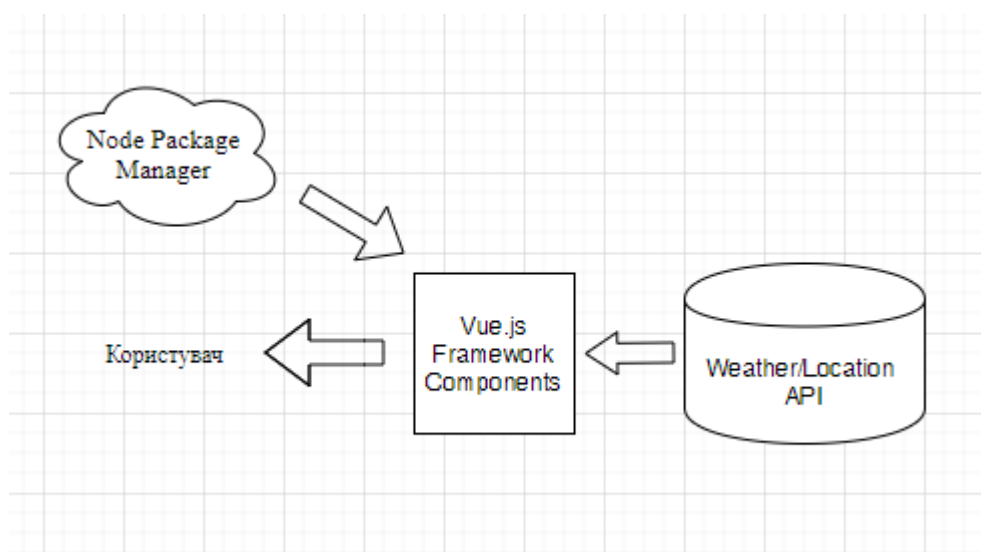 Node Package
Manager
Vue.js
Framework
Components
Користувач
Weather/Location
API